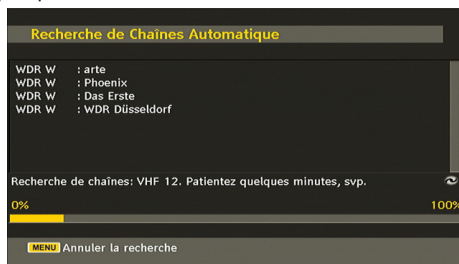 Recherche de Chaînes Automatique
WDR W : arte
WDR W : Phoenix
WDR W : Das Erste
WDR W : WDR Düsseldorf
Recherche de chaînes: VHF 12. Patientez quelques minutes, svp.
0% 100%
MENU Annuler la recherche